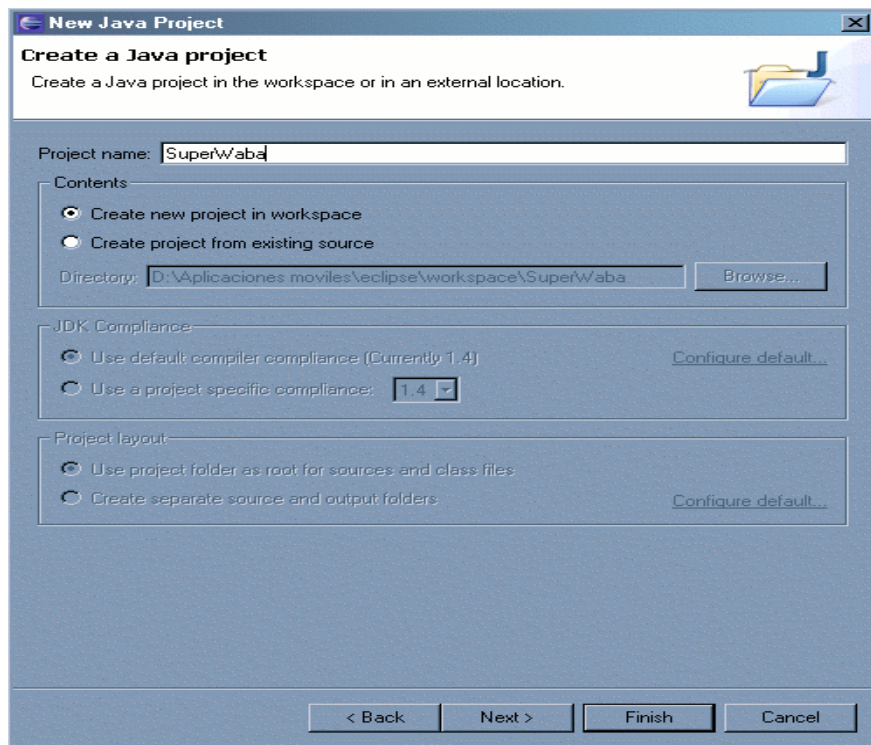 New Java Project
Create a Java project
Create a Java project in the workspace or in an external location.
Project name: SuperWaba
Contents
Create new project in workspace
Create project from existing source
Directory: D:\Aplicaciones moviles\eclipse\workspace\SuperWaba Browse...
JDK Compliance
Use default compiler compliance (Currently 1.4) Configure default...
Use a project specific compliance: 1.4
Project layout
Use project folder as root for sources and class files
Create separate source and output folders Configure default...
< Back Next > Finish Cancel